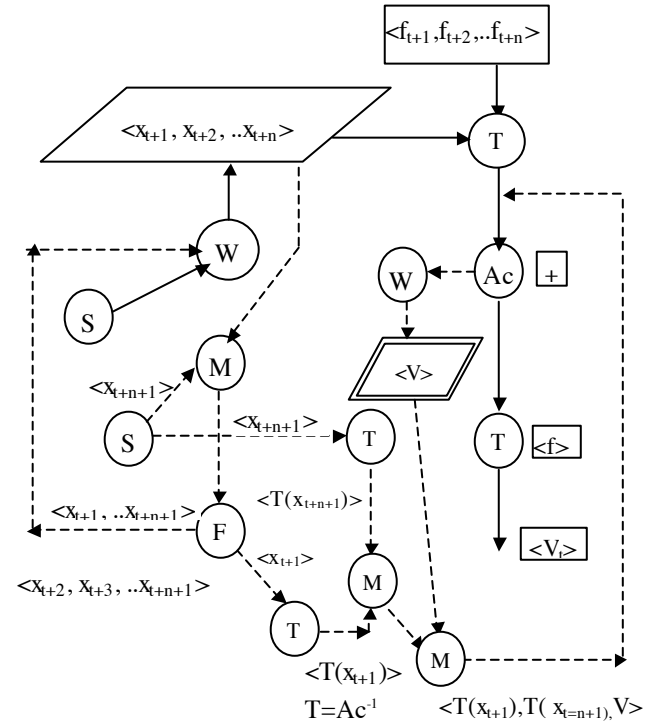 <f_{t+1},f_{t+2},..f_{t+n}>
<x_{t+1}, x_{t+2}, ..x_{t+n}>
T
W
W
Ac
+
S
M
<V>
<x_{t+n+1}>
S
<x_{t+n+1}>
T
T
<f>
<T(x_{t+n+1})>
<x_{t+1}, ..x_{t+n+1}>
F
<x_{t+1}>
<V_t>
<x_{t+2}, x_{t+3}, ..x_{t+n+1}>
M
T
M
<T(x_{t+1})>
T=Ac^{-1}
<T(x_{t+1}),T( x_{t=n+1}),V>